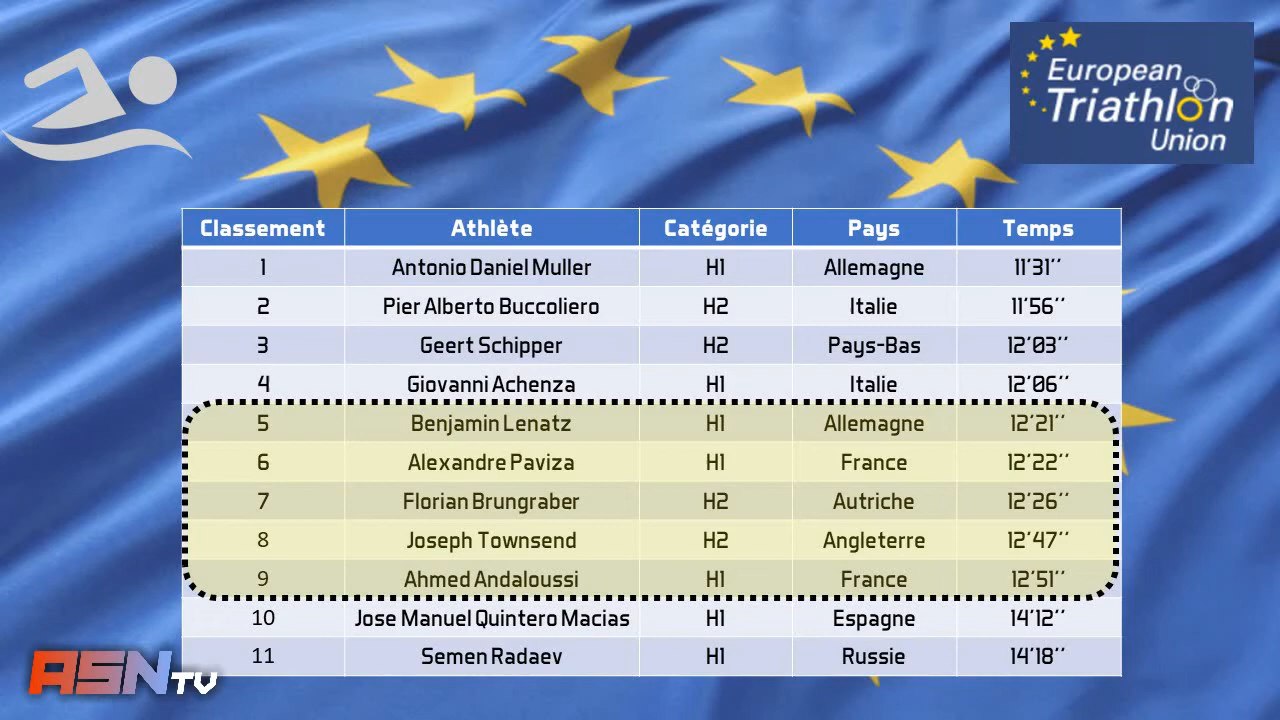 European
Triathlon
Union
Classement Athlète Catégorie Pays Temps
1 Antonio Daniel Muller H1 Allemagne 11'31''
2 Pier Alberto Buccoliero H2 Italie 11'56''
3 Geert Schipper H2 Pays-Bas 12'03''
4 Giovanni Achenza H1 Italie 12'06''
5 Benjamin Lenatz H1 Allemagne 12'21''
6 Alexandre Paviza H1 France 12'22''
7 Florian Brungraber H2 Autriche 12'26''
8 Joseph Townsend H2 Angleterre 12'47''
9 Ahmed Andaloussi H1 France 12'51''
10 Jose Manuel Quintero Macias H1 Espagne 14'12''
11 Semen Radaev H1 Russie 14'18''
ASN TV